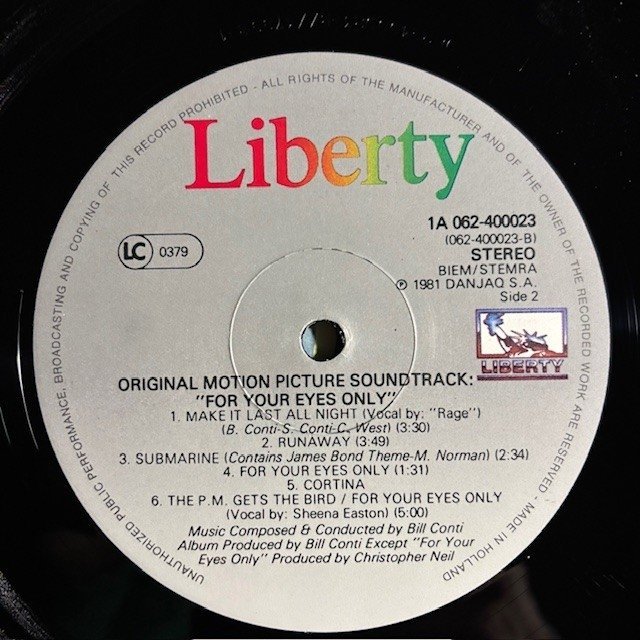 UNAUTHORIZED PUBLIC PERFORMANCE, BROADCASTING AND COPYING OF THIS RECORD PROHIBITED - ALL RIGHTS OF THE MANUFACTURER AND OF THE OWNER OF THE RECORDED WORK ARE RESERVED - MADE IN HOLLAND
Liberty
1A 062-400023
(062-400023-B)
LC 0379
STEREO
BIEM/STEMRA
℗ 1981 DANJAQ S.A.
Side 2
LIBERTY
ORIGINAL MOTION PICTURE SOUNDTRACK:
"FOR YOUR EYES ONLY"
1. MAKE IT LAST ALL NIGHT (Vocal by: "Rage")
(B. Conti-S. Conti-C. West) (3:30)
2. RUNAWAY (3:49)
3. SUBMARINE (Contains James Bond Theme-M. Norman) (2:34)
4. FOR YOUR EYES ONLY (1:31)
5. CORTINA
6. THE P.M. GETS THE BIRD / FOR YOUR EYES ONLY
(Vocal by: Sheena Easton) (5:00)
Music Composed & Conducted by Bill Conti
Album Produced by Bill Conti Except "For Your
Eyes Only" Produced by Christopher Neil